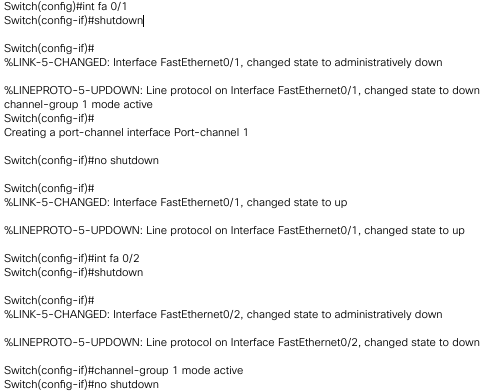 Switch(config)#int fa 0/1
Switch(config-if)#shutdown
Switch(config-if)#
%LINK-5-CHANGED: Interface FastEthernet0/1, changed state to administratively down
%LINEPROTO-5-UPDOWN: Line protocol on Interface FastEthernet0/1, changed state to down
channel-group 1 mode active
Switch(config-if)#
Creating a port-channel interface Port-channel 1
Switch(config-if)#no shutdown
Switch(config-if)#
%LINK-5-CHANGED: Interface FastEthernet0/1, changed state to up
%LINEPROTO-5-UPDOWN: Line protocol on Interface FastEthernet0/1, changed state to up
Switch(config-if)#int fa 0/2
Switch(config-if)#shutdown
Switch(config-if)#
%LINK-5-CHANGED: Interface FastEthernet0/2, changed state to administratively down
%LINEPROTO-5-UPDOWN: Line protocol on Interface FastEthernet0/2, changed state to down
Switch(config-if)#channel-group 1 mode active
Switch(config-if)#no shutdown